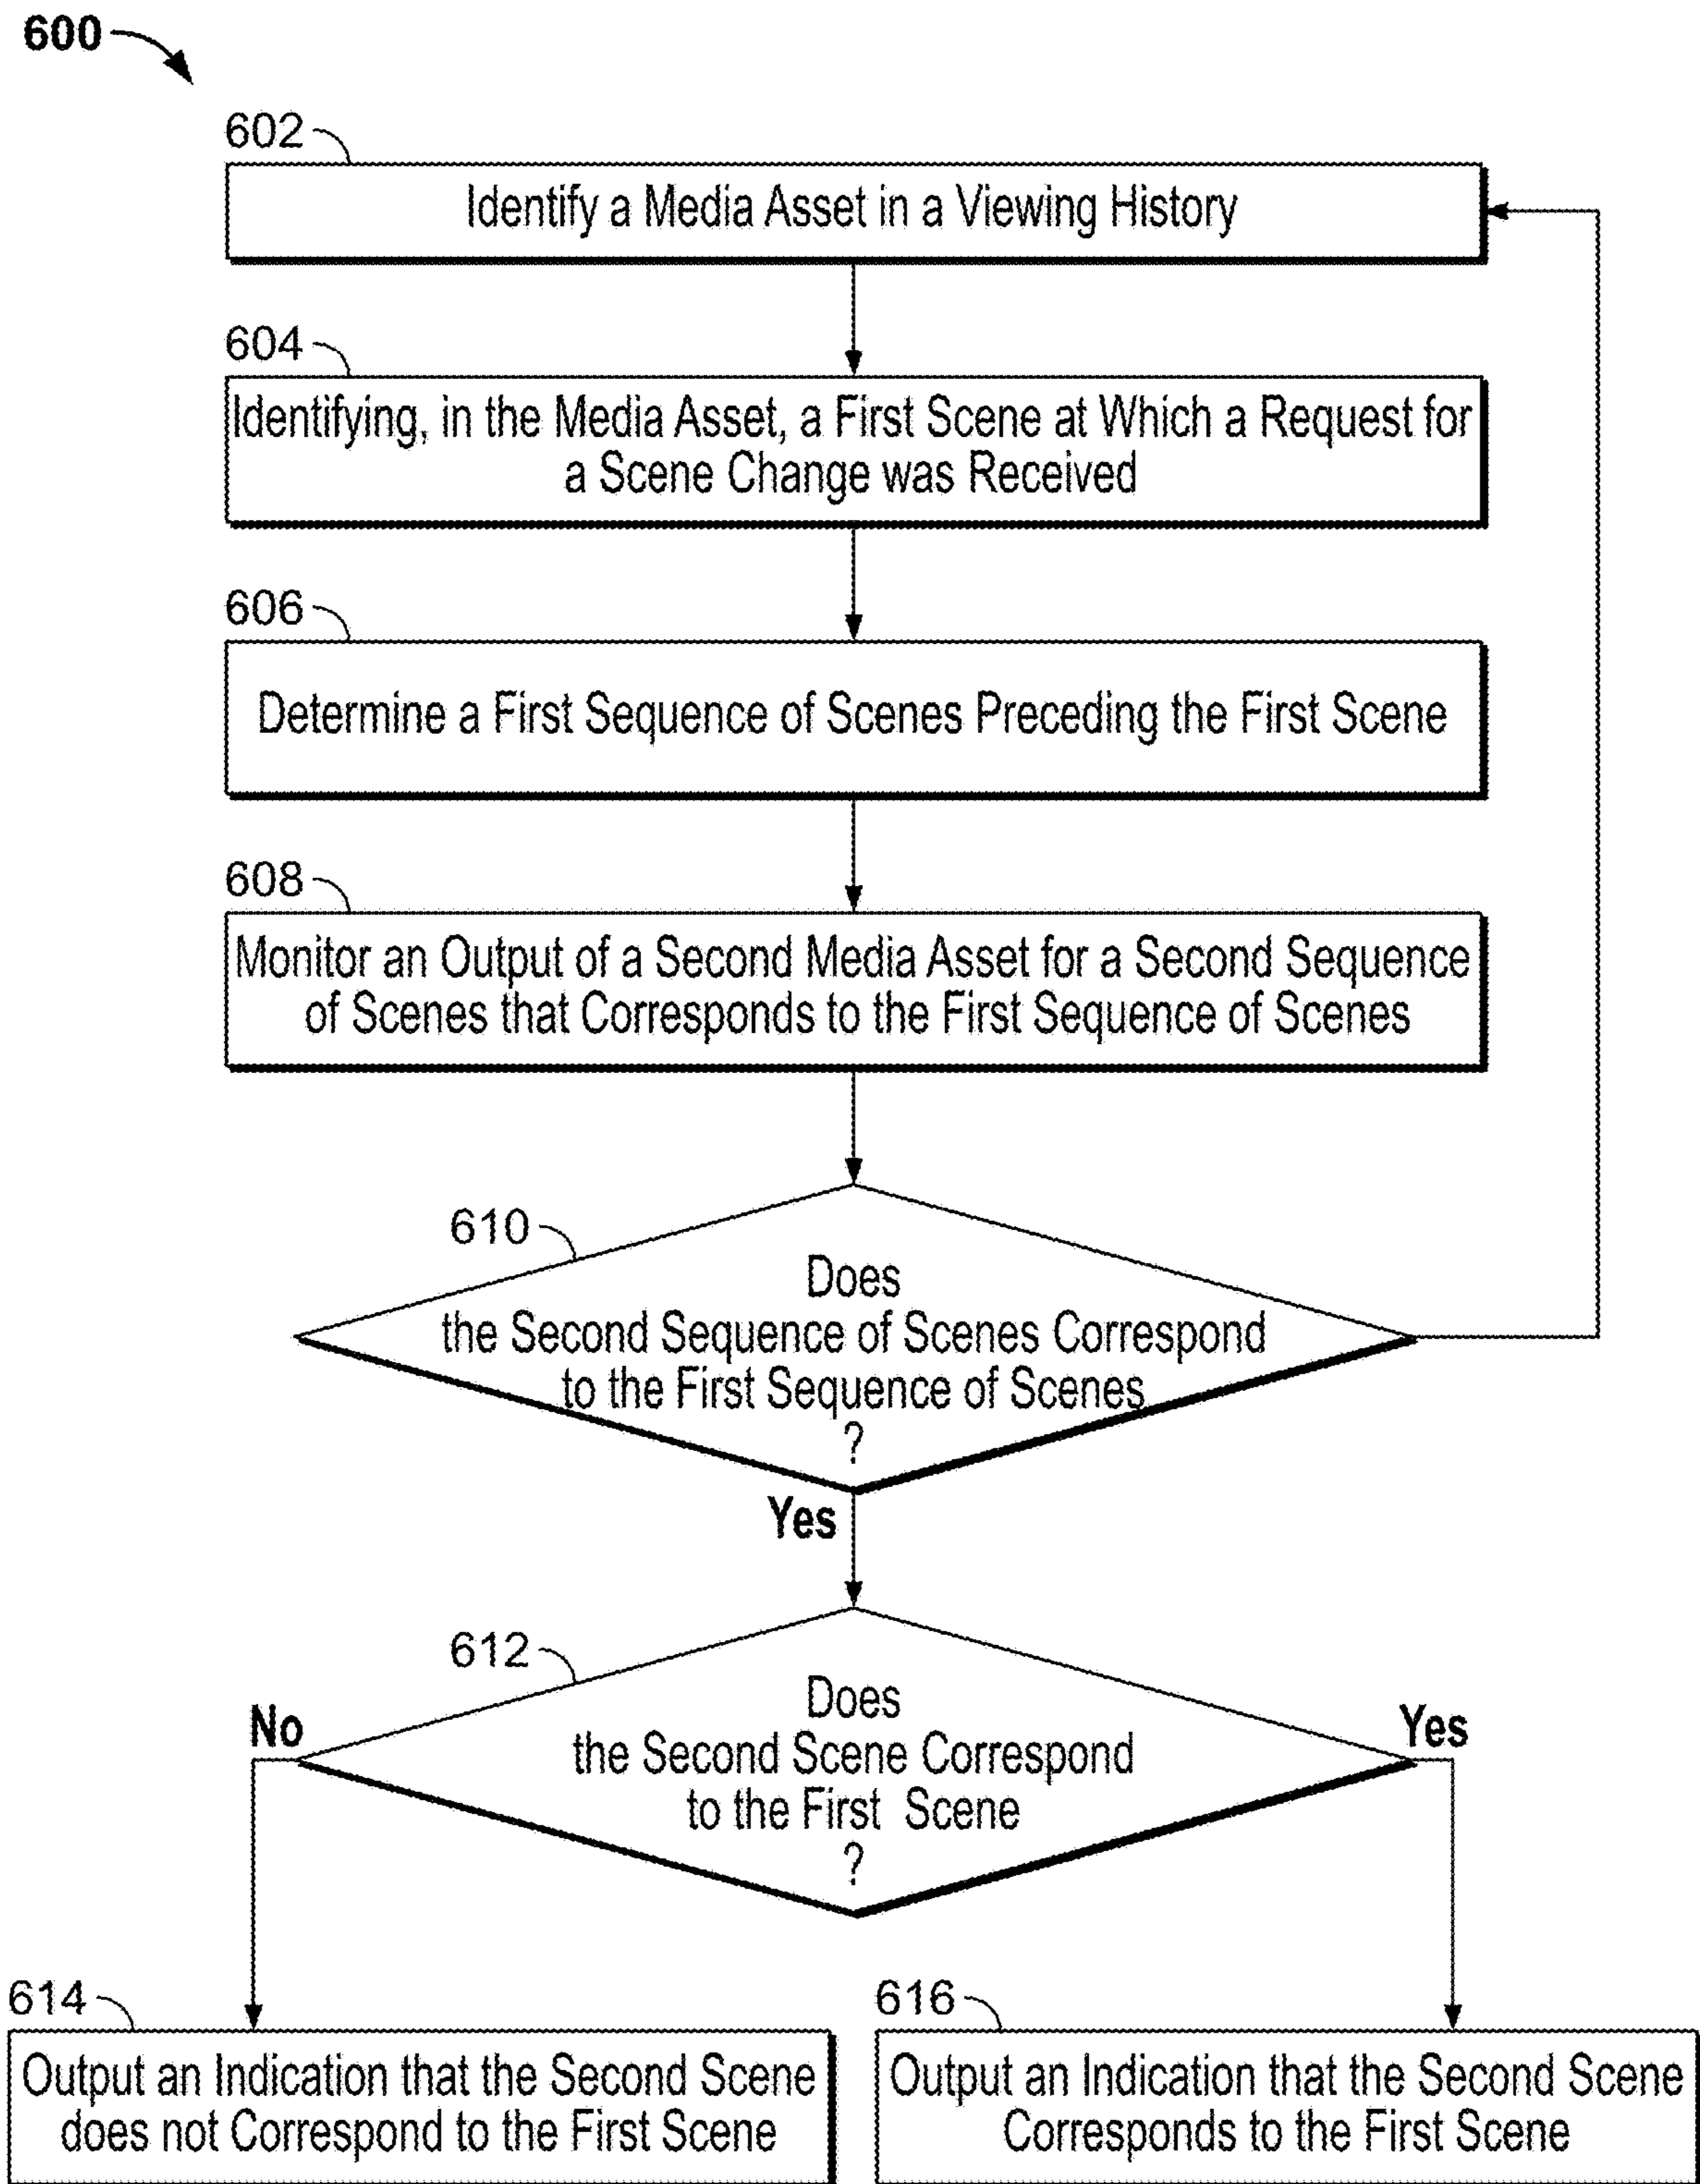 600
602
Identify a Media Asset in a Viewing History
604
Identifying, in the Media Asset, a First Scene at Which a Request for
a Scene Change was Received
606
Determine a First Sequence of Scenes Preceding the First Scene
608
Monitor an Output of a Second Media Asset for a Second Sequence
of Scenes that Corresponds to the First Sequence of Scenes
610
Does
the Second Sequence of Scenes Correspond
to the First Sequence of Scenes
?
Yes
612
Does
the Second Scene Correspond
to the First Scene
?
No
Yes
614
Output an Indication that the Second Scene
does not Correspond to the First Scene
616
Output an Indication that the Second Scene
Corresponds to the First Scene